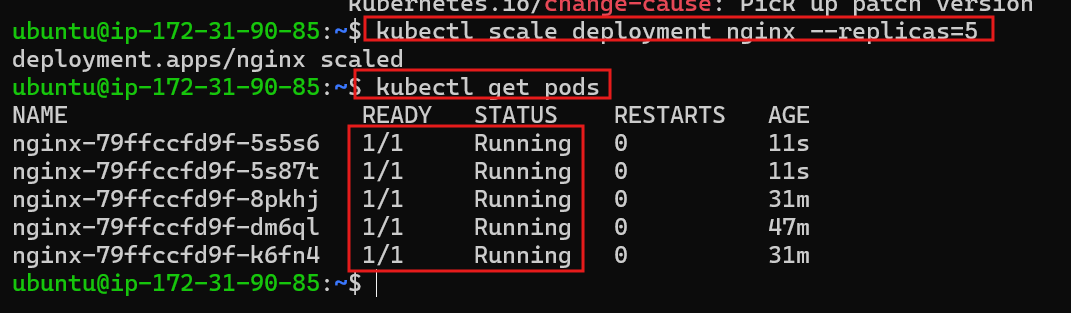 kubernetes.io/change-cause: Pick up patch version
ubuntu@ip-172-31-90-85:~$ kubectl scale deployment nginx --replicas=5
deployment.apps/nginx scaled
ubuntu@ip-172-31-90-85:~$ kubectl get pods
NAME READY STATUS RESTARTS AGE
nginx-79ffccfd9f-5s5s6 1/1 Running 0 11s
nginx-79ffccfd9f-5s87t 1/1 Running 0 11s
nginx-79ffccfd9f-8pkhj 1/1 Running 0 31m
nginx-79ffccfd9f-dm6ql 1/1 Running 0 47m
nginx-79ffccfd9f-k6fn4 1/1 Running 0 31m
ubuntu@ip-172-31-90-85:~$